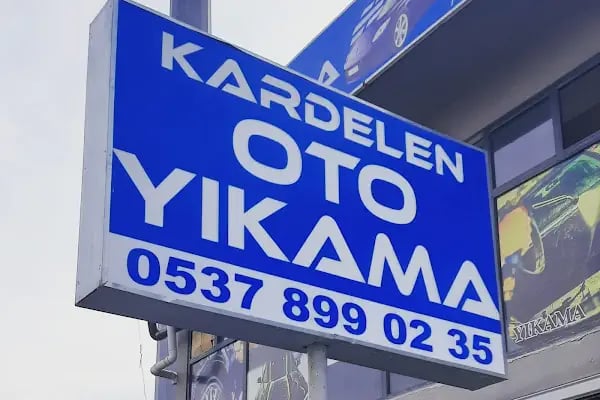 KARDELEN
OTO
YIKAMA
0537 899 02 35
YIKAMA